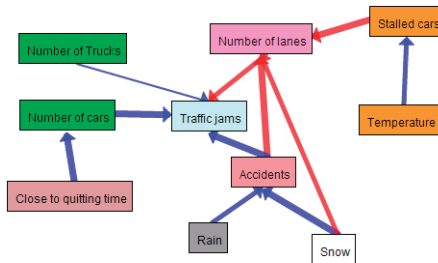 Stalled cars
Number of Trucks
Number of lanes
Number of cars
Traffic jams
Temperature
Accidents
Close to quitting time
Rain
Snow